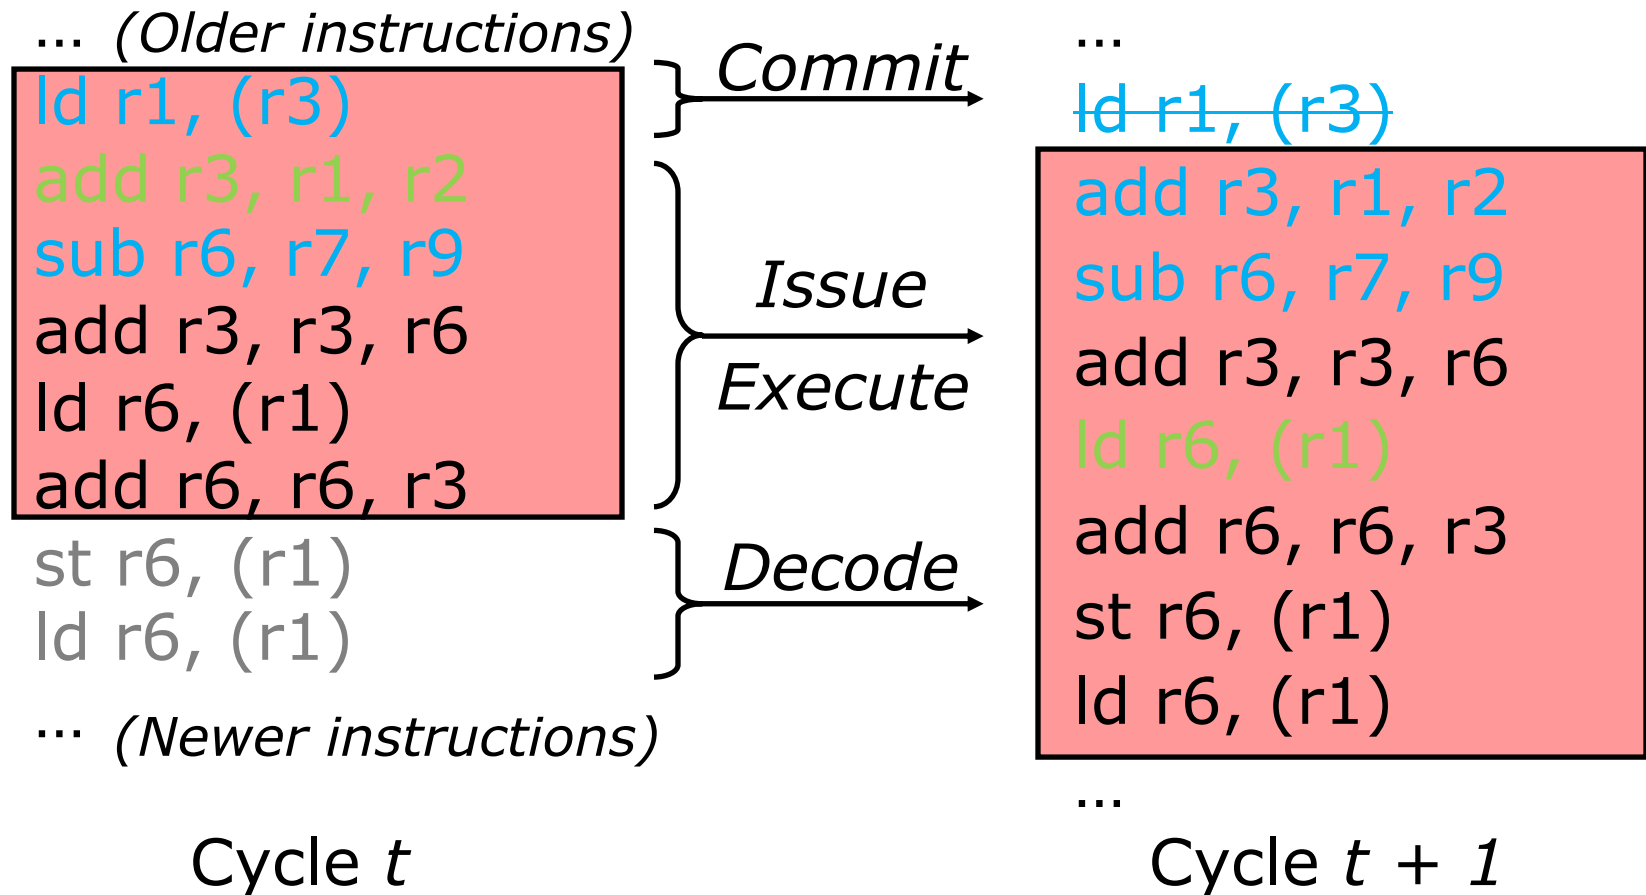 ... (Older instructions)
ld r1, (r3)
add r3, r1, r2
sub r6, r7, r9
add r3, r3, r6
ld r6, (r1)
add r6, r6, r3
st r6, (r1)
ld r6, (r1)
... (Newer instructions)
Cycle t
Commit
Issue
Execute
Decode
...
ld r1, (r3)
add r3, r1, r2
sub r6, r7, r9
add r3, r3, r6
ld r6, (r1)
add r6, r6, r3
st r6, (r1)
ld r6, (r1)
...
Cycle t + 1